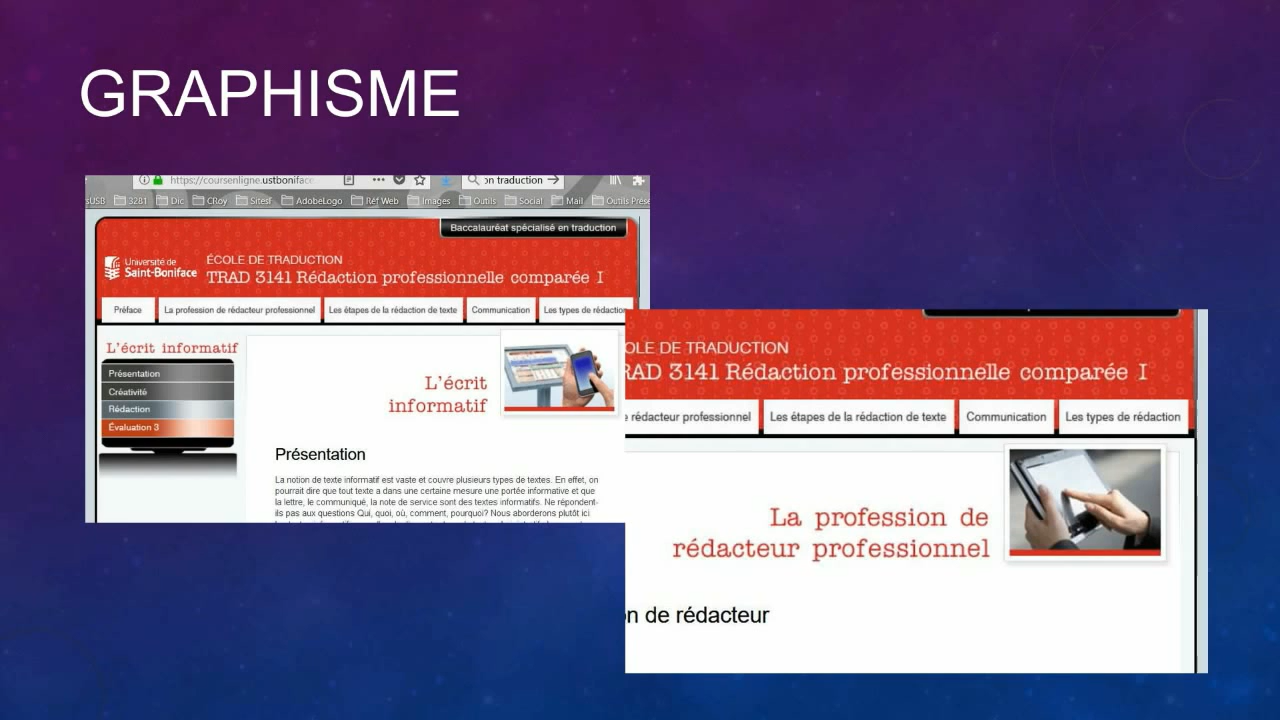 GRAPHISME
https://coursenligne.ustboniface
on traduction
sUSB 3281 Dic CRoy Sitesf AdobeLogo Réf Web Images Outils Social Mail Outils Prése
Baccalauréat spécialisé en traduction
Université de
Saint-Boniface
ÉCOLE DE TRADUCTION
TRAD 3141 Rédaction professionnelle comparée I
Préface La profession de rédacteur professionnel Les étapes de la rédaction de texte Communication Les types de rédaction
L'écrit informatif
Présentation
Créativité
Rédaction
Évaluation 3
L'écrit
informatif
Présentation
La notion de texte informatif est vaste et couvre plusieurs types de textes. En effet, on
pourrait dire que tout texte a dans une certaine mesure une portée informative et que
la lettre, le communiqué, la note de service sont des textes informatifs. Ne répondent-
ils pas aux questions Qui, quoi, où, comment, pourquoi? Nous aborderons plutôt ici
OLE DE TRADUCTION
RAD 3141 Rédaction professionnelle comparée I
e rédacteur professionnel Les étapes de la rédaction de texte Communication Les types de rédaction
La profession de
rédacteur professionnel
on de rédacteur